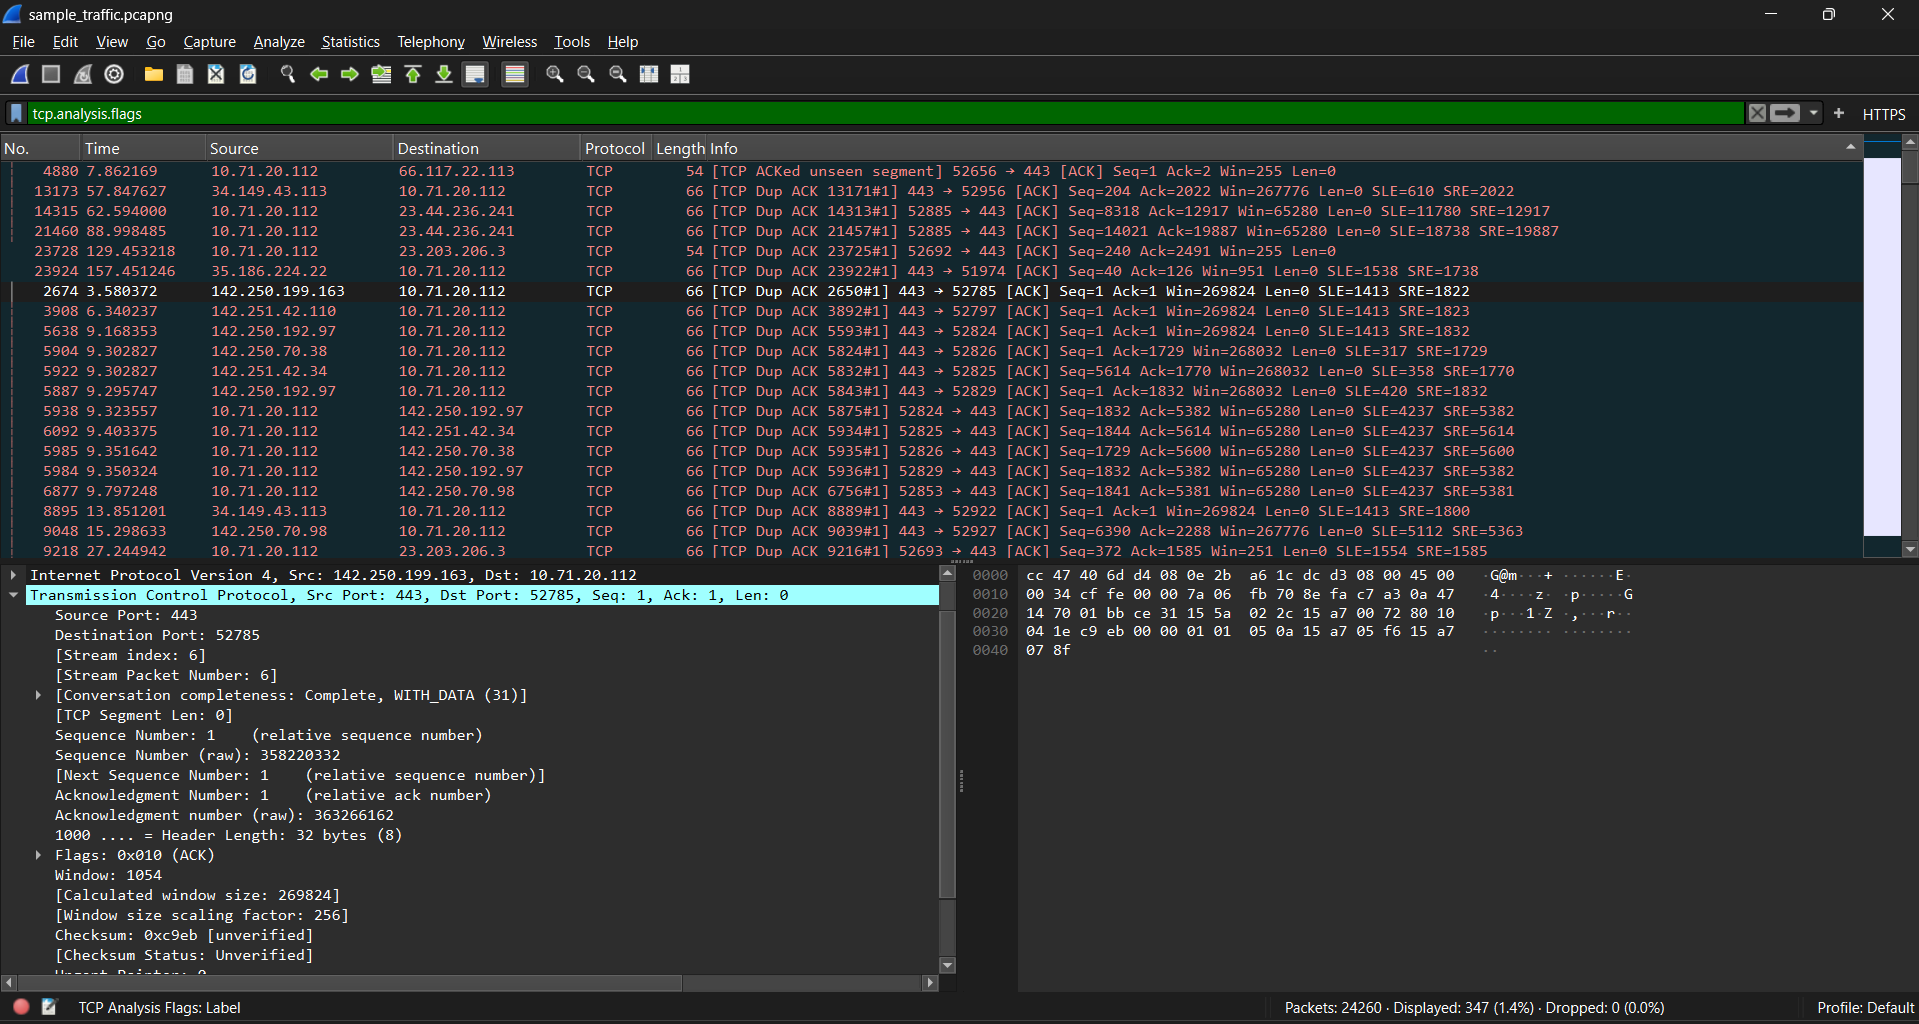 sample_traffic.pcapng
File Edit View Go Capture Analyze Statistics Telephony Wireless Tools Help
tcp.analysis.flags
HTTPS
No. Time Source Destination Protocol Length Info
4880 7.862169 10.71.20.112 66.117.22.113 TCP 54 [TCP ACKed unseen segment] 52656 → 443 [ACK] Seq=1 Ack=2 Win=255 Len=0
13173 57.847627 34.149.43.113 10.71.20.112 TCP 66 [TCP Dup ACK 13171#1] 443 → 52956 [ACK] Seq=204 Ack=2022 Win=267776 Len=0 SLE=610 SRE=2022
14315 62.594000 10.71.20.112 23.44.236.241 TCP 66 [TCP Dup ACK 14313#1] 52885 → 443 [ACK] Seq=8318 Ack=12917 Win=65280 Len=0 SLE=11780 SRE=12917
21460 88.998485 10.71.20.112 23.44.236.241 TCP 66 [TCP Dup ACK 21457#1] 52885 → 443 [ACK] Seq=14021 Ack=19887 Win=65280 Len=0 SLE=18738 SRE=19887
23728 129.453218 10.71.20.112 23.203.206.3 TCP 54 [TCP Dup ACK 23725#1] 52692 → 443 [ACK] Seq=240 Ack=2491 Win=255 Len=0
23924 157.451246 35.186.224.22 10.71.20.112 TCP 66 [TCP Dup ACK 23922#1] 443 → 51974 [ACK] Seq=40 Ack=126 Win=951 Len=0 SLE=1538 SRE=1738
2674 3.580372 142.250.199.163 10.71.20.112 TCP 66 [TCP Dup ACK 2650#1] 443 → 52785 [ACK] Seq=1 Ack=1 Win=269824 Len=0 SLE=1413 SRE=1822
3908 6.340237 142.251.42.110 10.71.20.112 TCP 66 [TCP Dup ACK 3892#1] 443 → 52797 [ACK] Seq=1 Ack=1 Win=269824 Len=0 SLE=1413 SRE=1823
5638 9.168353 142.250.192.97 10.71.20.112 TCP 66 [TCP Dup ACK 5593#1] 443 → 52824 [ACK] Seq=1 Ack=1 Win=269824 Len=0 SLE=1413 SRE=1832
5904 9.302827 142.250.70.38 10.71.20.112 TCP 66 [TCP Dup ACK 5824#1] 443 → 52826 [ACK] Seq=1 Ack=1729 Win=268032 Len=0 SLE=317 SRE=1729
5922 9.302827 142.251.42.34 10.71.20.112 TCP 66 [TCP Dup ACK 5832#1] 443 → 52825 [ACK] Seq=5614 Ack=1770 Win=268032 Len=0 SLE=358 SRE=1770
5887 9.295747 142.250.192.97 10.71.20.112 TCP 66 [TCP Dup ACK 5843#1] 443 → 52829 [ACK] Seq=1 Ack=1832 Win=268032 Len=0 SLE=420 SRE=1832
5938 9.323557 10.71.20.112 142.250.192.97 TCP 66 [TCP Dup ACK 5875#1] 52824 → 443 [ACK] Seq=1832 Ack=5382 Win=65280 Len=0 SLE=4237 SRE=5382
6092 9.403375 10.71.20.112 142.251.42.34 TCP 66 [TCP Dup ACK 5934#1] 52825 → 443 [ACK] Seq=1844 Ack=5614 Win=65280 Len=0 SLE=4237 SRE=5614
5985 9.351642 10.71.20.112 142.250.70.38 TCP 66 [TCP Dup ACK 5935#1] 52826 → 443 [ACK] Seq=1729 Ack=5600 Win=65280 Len=0 SLE=4237 SRE=5600
5984 9.350324 10.71.20.112 142.250.192.97 TCP 66 [TCP Dup ACK 5936#1] 52829 → 443 [ACK] Seq=1832 Ack=5382 Win=65280 Len=0 SLE=4237 SRE=5382
6877 9.797248 10.71.20.112 142.250.70.98 TCP 66 [TCP Dup ACK 6756#1] 52853 → 443 [ACK] Seq=1841 Ack=5381 Win=65280 Len=0 SLE=4237 SRE=5381
8895 13.851201 34.149.43.113 10.71.20.112 TCP 66 [TCP Dup ACK 8889#1] 443 → 52922 [ACK] Seq=1 Ack=1 Win=269824 Len=0 SLE=1413 SRE=1800
9048 15.298633 142.250.70.98 10.71.20.112 TCP 66 [TCP Dup ACK 9039#1] 443 → 52927 [ACK] Seq=6390 Ack=2288 Win=267776 Len=0 SLE=5112 SRE=5363
9218 27.244942 10.71.20.112 23.203.206.3 TCP 66 [TCP Dup ACK 9216#1] 52693 → 443 [ACK] Seq=372 Ack=1585 Win=251 Len=0 SLE=1554 SRE=1585
Internet Protocol Version 4, Src: 142.250.199.163, Dst: 10.71.20.112
Transmission Control Protocol, Src Port: 443, Dst Port: 52785, Seq: 1, Ack: 1, Len: 0
Source Port: 443
Destination Port: 52785
[Stream index: 6]
[Stream Packet Number: 6]
[Conversation completeness: Complete, WITH_DATA (31)]
[TCP Segment Len: 0]
Sequence Number: 1 (relative sequence number)
Sequence Number (raw): 358220332
[Next Sequence Number: 1 (relative sequence number)]
Acknowledgment Number: 1 (relative ack number)
Acknowledgment number (raw): 363266162
1000 .... = Header Length: 32 bytes (8)
Flags: 0x010 (ACK)
Window: 1054
[Calculated window size: 269824]
[Window size scaling factor: 256]
Checksum: 0xc9eb [unverified]
[Checksum Status: Unverified]
Urgent Pointer: 0
0000 cc 47 40 6d d4 08 0e 2b a6 1c dc d3 08 00 45 00 ·G@m···+ ······E·
0010 00 34 cf fe 00 00 7a 06 fb 70 8e fa c7 a3 0a 47 ·4····z· ·p·····G
0020 14 70 01 bb ce 31 15 5a 02 2c 15 a7 00 72 80 10 ·p···1·Z ·,···r··
0030 04 1e c9 eb 00 00 01 01 05 0a 15 a7 05 f6 15 a7 ········ ········
0040 07 8f ··
TCP Analysis Flags: Label
Packets: 24260 · Displayed: 347 (1.4%) · Dropped: 0 (0.0%)
Profile: Default